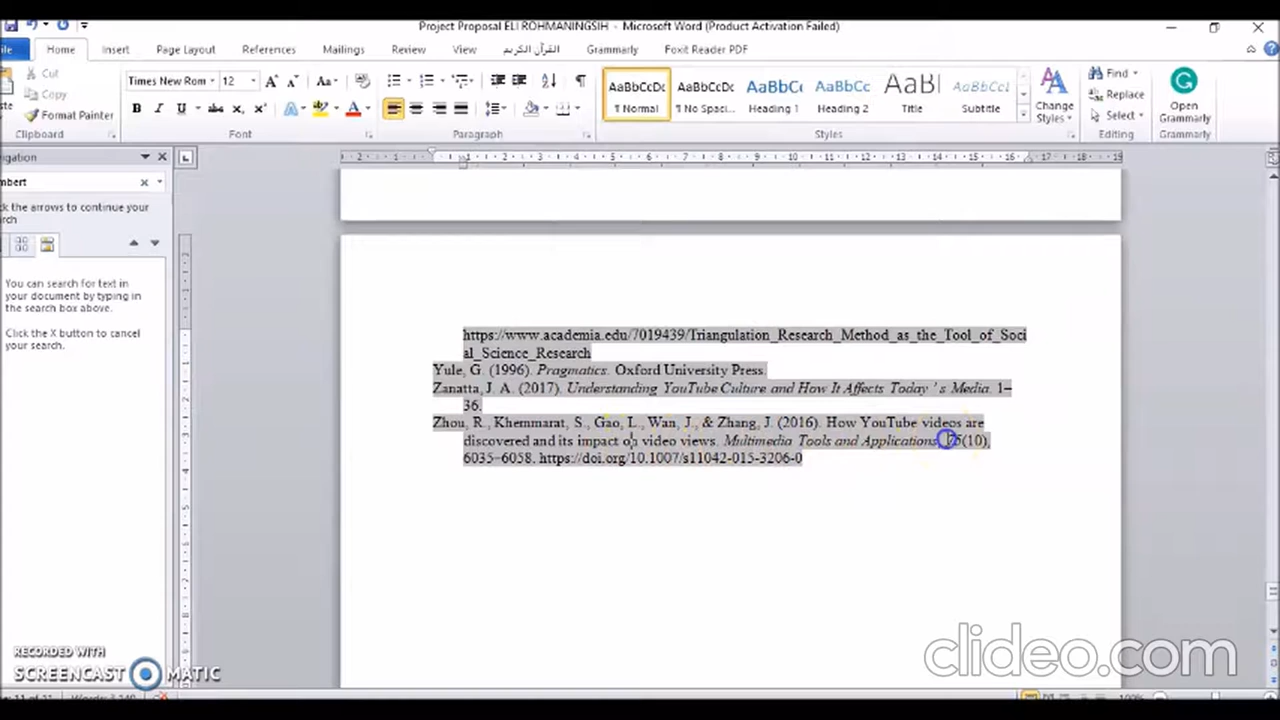 Project Proposal ELI ROHMANINGSIH - Microsoft Word (Product Activation Failed)
Home Insert Page Layout References Mailings Review View القرآن الكريم Grammarly Foxit Reader PDF
Cut
Copy
Format Painter
Clipboard
Times New Rom 12
Font
Paragraph
AaBbCcDc AaBbCcDc AaBbC AaBbCc AaBl AaBbCcL
¶ Normal ¶ No Spaci... Heading 1 Heading 2 Title Subtitle
Styles
Change
Styles
Find
Replace
Select
Editing
Open
Grammarly
Grammarly
vigation
mbert
k the arrows to continue your
rch
You can search for text in
your document by typing in
the search box above.
Click the X button to cancel
your search.
https://www.academia.edu/7019439/Triangulation_Research_Method_as_the_Tool_of_Soci
al_Science_Research
Yule, G. (1996). Pragmatics. Oxford University Press.
Zanatta, J. A. (2017). Understanding YouTube Culture and How It Affects Today ' s Media. 1–
36.
Zhou, R., Khemmarat, S., Gao, L., Wan, J., & Zhang, J. (2016). How YouTube videos are
discovered and its impact on video views. Multimedia Tools and Applications, 75(10),
6035–6058. https://doi.org/10.1007/s11042-015-3206-0
RECORDED WITH
SCREENCAST MATIC
clideo.com